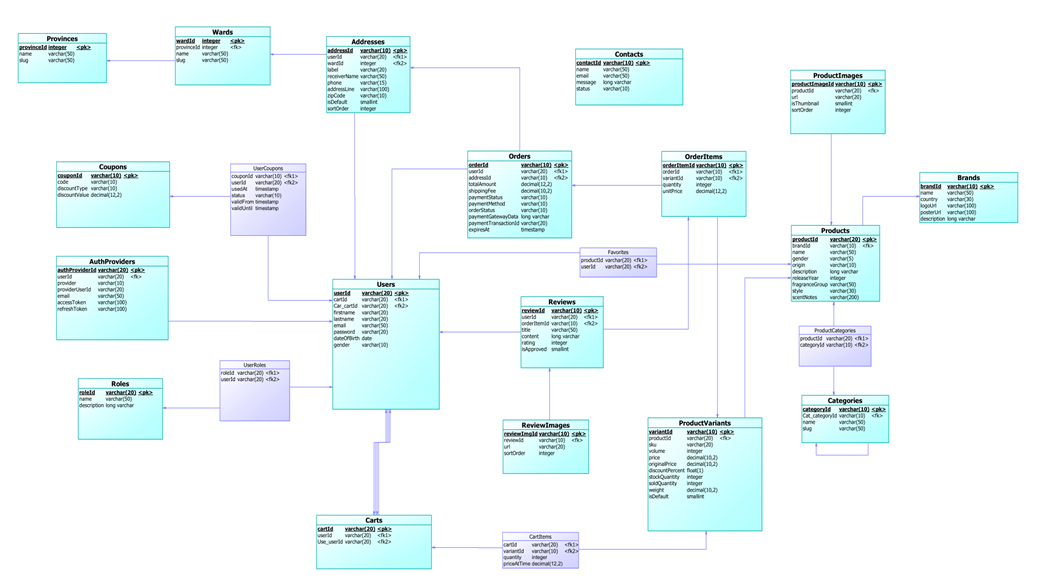 Provinces
provinceId integer <pk>
name varchar(50)
slug varchar(50)
Wards
wardId integer <pk>
provinceId integer <fk>
name varchar(50)
slug varchar(50)
Addresses
addressId varchar(10) <pk>
userId varchar(20) <fk1>
wardId integer <fk2>
label varchar(20)
receiverName varchar(50)
phone varchar(15)
addressLine varchar(100)
zipCode varchar(10)
isDefault smallint
sortOrder integer
Contacts
contactId varchar(10) <pk>
name varchar(50)
email varchar(50)
message long varchar
status varchar(10)
ProductImages
productImageId varchar(10) <pk>
productId varchar(20) <fk>
url varchar(20)
isThumbnail smallint
sortOrder integer
Coupons
couponId varchar(10) <pk>
code varchar(10)
discountType varchar(10)
discountValue decimal(12,2)
UserCoupons
couponId varchar(10) <fk1>
userId varchar(20) <fk2>
usedAt timestamp
status varchar(10)
validFrom timestamp
validUntil timestamp
Orders
orderId varchar(10) <pk>
userId varchar(20) <fk1>
addressId varchar(10) <fk2>
totalAmount decimal(12,2)
shippingFee decimal(10,2)
paymentStatus varchar(10)
paymentMethod varchar(10)
orderStatus varchar(10)
paymentGatewayData long varchar
paymentTransactionId varchar(20)
expiresAt timestamp
OrderItems
orderItemId varchar(10) <pk>
orderId varchar(10) <fk1>
variantId varchar(10) <fk2>
quantity integer
unitPrice decimal(12,2)
Brands
brandId varchar(10) <pk>
name varchar(50)
country varchar(30)
logoUrl varchar(100)
posterUrl varchar(100)
description long varchar
Products
productId varchar(20) <pk>
brandId varchar(10) <fk>
name varchar(50)
gender varchar(5)
origin varchar(10)
description long varchar
releaseYear integer
fragranceGroup varchar(50)
style varchar(30)
scentNotes varchar(200)
AuthProviders
authProviderId varchar(20) <pk>
userId varchar(20) <fk>
provider varchar(10)
providerUserId varchar(20)
email varchar(50)
accessToken varchar(100)
refreshToken varchar(100)
Favorites
productId varchar(20) <fk1>
userId varchar(20) <fk2>
Users
userId varchar(20) <pk>
cartId varchar(20) <fk1>
Car_cartId varchar(20) <fk2>
firstname varchar(20)
lastname varchar(20)
email varchar(50)
password varchar(20)
dateOfBirth date
gender varchar(10)
Reviews
reviewId varchar(10) <pk>
userId varchar(20) <fk1>
orderItemId varchar(10) <fk2>
title varchar(50)
content long varchar
rating integer
isApproved smallint
ProductCategories
productId varchar(20) <fk1>
categoryId varchar(10) <fk2>
UserRoles
roleId varchar(20) <fk1>
userId varchar(20) <fk2>
Roles
roleId varchar(20) <pk>
name varchar(50)
description long varchar
Categories
categoryId varchar(10) <pk>
Cat_categoryId varchar(10) <fk>
name varchar(50)
slug varchar(50)
ReviewImages
reviewImgId varchar(10) <pk>
reviewId varchar(10) <fk>
url varchar(20)
sortOrder integer
ProductVariants
variantId varchar(10) <pk>
productId varchar(20) <fk>
sku varchar(20)
volume integer
price decimal(10,2)
originalPrice decimal(10,2)
discountPercent float(1)
stockQuantity integer
soldQuantity integer
weight decimal(10,2)
isDefault smallint
Carts
cartId varchar(20) <pk>
userId varchar(20) <fk1>
Use_userId varchar(20) <fk2>
CartItems
cartId varchar(20) <fk1>
variantId varchar(10) <fk2>
quantity integer
priceAtTime decimal(12,2)